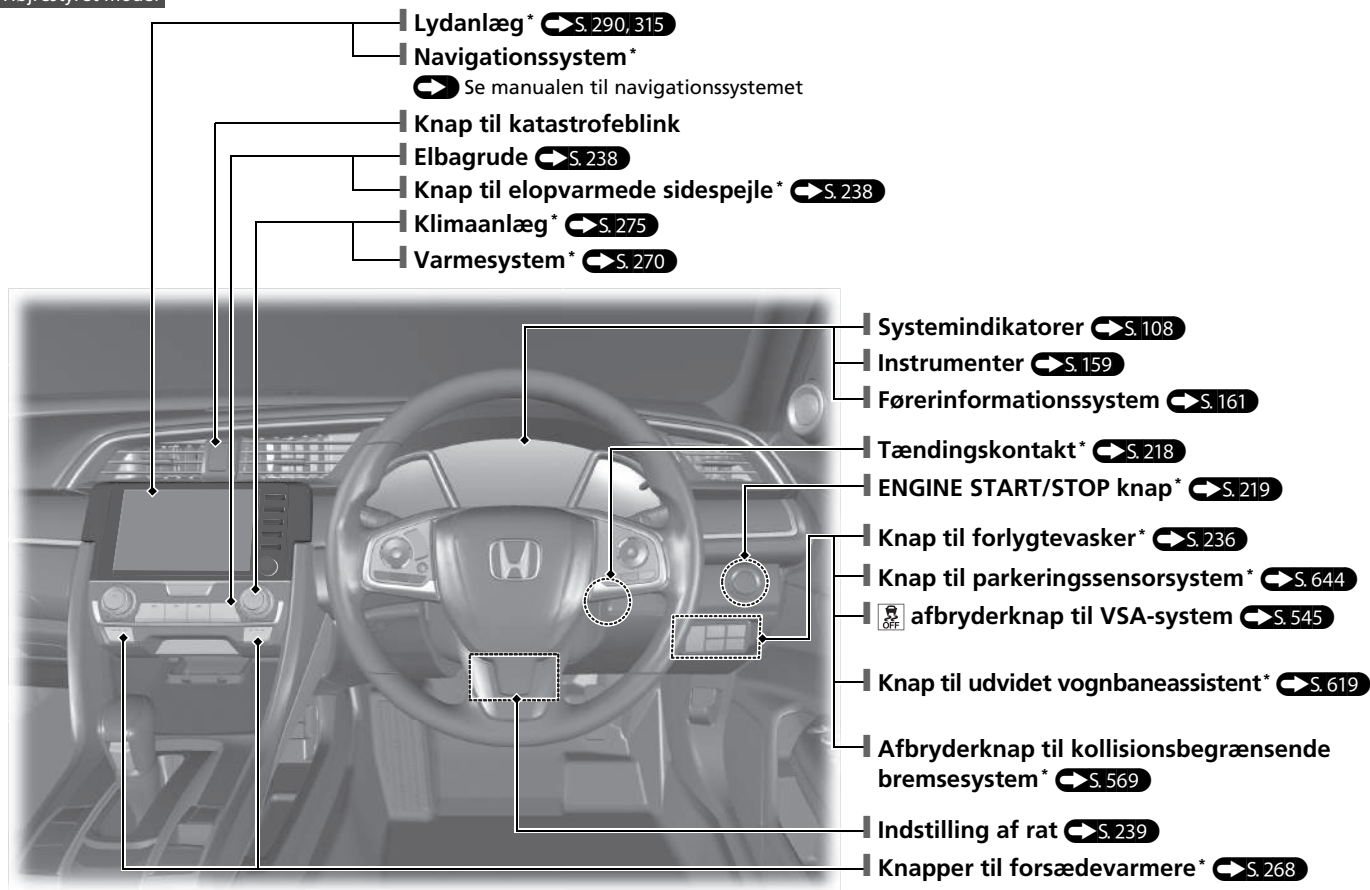 Lydanlæg* S. 290, 315
Navigationssystem*
Se manualen til navigationssystemet
Knap til katastrofeblink
Elbagrude S. 238
Knap til elopvarmede sidespejle* S. 238
Klimaanlæg* S. 275
Varmesystem* S. 270
Systemindikatorer S. 108
Instrumenter S. 159
Førerinformationssystem S. 161
Tændingskontakt* S. 218
ENGINE START/STOP knap* S. 219
Knap til forlygtevasker* S. 236
Knap til parkeringssensorsystem* S. 644
OFF afbryderknap til VSA-system S. 545
Knap til udvidet vognbaneassistent* S. 619
Afbryderknap til kollisionsbegrænsende
bremsesystem* S. 569
Indstilling af rat S. 239
Knapper til forsædevarmere* S. 268